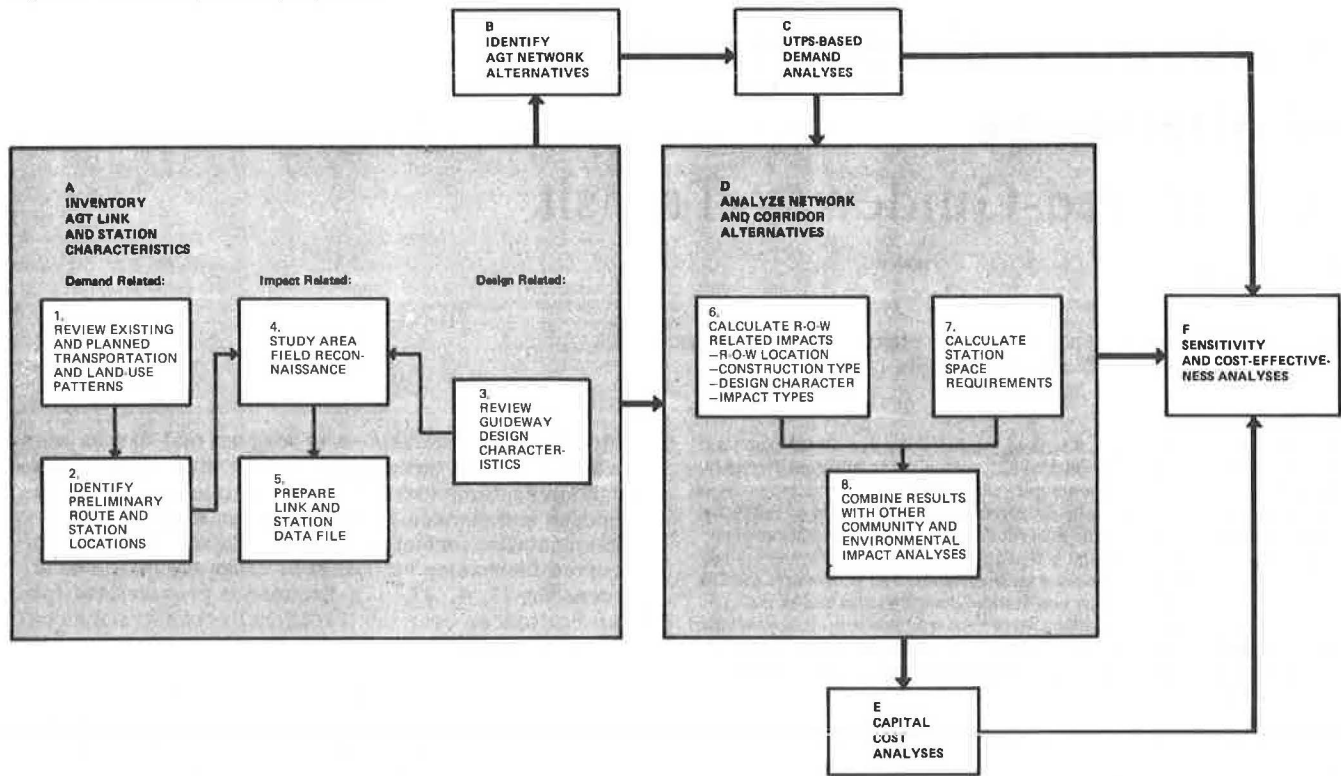 B
IDENTIFY
AGT NETWORK
ALTERNATIVES
C
UTPS-BASED
DEMAND
ANALYSES
A
INVENTORY
AGT LINK
AND STATION
CHARACTERISTICS
Demand Related:
Impact Related:
Design Related:
1.
REVIEW EXISTING
AND PLANNED
TRANSPORTATION
AND LAND-USE
PATTERNS
2.
IDENTIFY
PRELIMINARY
ROUTE AND
STATION
LOCATIONS
4.
STUDY AREA
FIELD RECON-
NAISSANCE
5.
PREPARE
LINK AND
STATION
DATA FILE
3.
REVIEW
GUIDEWAY
DESIGN
CHARACTER-
ISTICS
D
ANALYZE NETWORK
AND CORRIDOR
ALTERNATIVES
6.
CALCULATE R-O-W
RELATED IMPACTS
–R-O-W LOCATION
–CONSTRUCTION TYPE
–DESIGN CHARACTER
–IMPACT TYPES
7.
CALCULATE
STATION
SPACE
REQUIREMENTS
8.
COMBINE RESULTS
WITH OTHER
COMMUNITY AND
ENVIRONMENTAL
IMPACT ANALYSES
E
CAPITAL
COST
ANALYSES
F
SENSITIVITY
AND COST-EFFECTIVE-
NESS ANALYSES